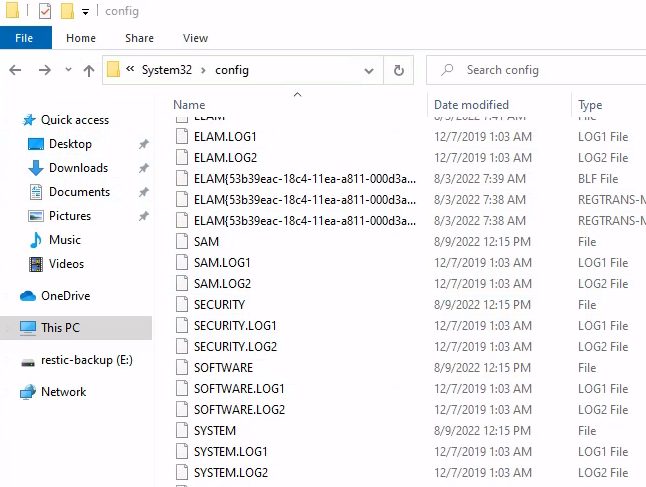 config
File Home Share View
« System32 › config
Search config
Quick access
Desktop
Downloads
Documents
Pictures
Music
Videos
OneDrive
This PC
restic-backup (E:)
Network
Name Date modified Type
ELAM 8/3/2022 7:41 AM File
ELAM.LOG1 12/7/2019 1:03 AM LOG1 File
ELAM.LOG2 12/7/2019 1:03 AM LOG2 File
ELAM{53b39eac-18c4-11ea-a811-000d3a... 8/3/2022 7:39 AM BLF File
ELAM{53b39eac-18c4-11ea-a811-000d3a... 8/3/2022 7:38 AM REGTRANS-M
ELAM{53b39eac-18c4-11ea-a811-000d3a... 8/3/2022 7:38 AM REGTRANS-M
SAM 8/9/2022 12:15 PM File
SAM.LOG1 12/7/2019 1:03 AM LOG1 File
SAM.LOG2 12/7/2019 1:03 AM LOG2 File
SECURITY 8/9/2022 12:15 PM File
SECURITY.LOG1 12/7/2019 1:03 AM LOG1 File
SECURITY.LOG2 12/7/2019 1:03 AM LOG2 File
SOFTWARE 8/9/2022 12:15 PM File
SOFTWARE.LOG1 12/7/2019 1:03 AM LOG1 File
SOFTWARE.LOG2 12/7/2019 1:03 AM LOG2 File
SYSTEM 8/9/2022 12:15 PM File
SYSTEM.LOG1 12/7/2019 1:03 AM LOG1 File
SYSTEM.LOG2 12/7/2019 1:03 AM LOG2 File